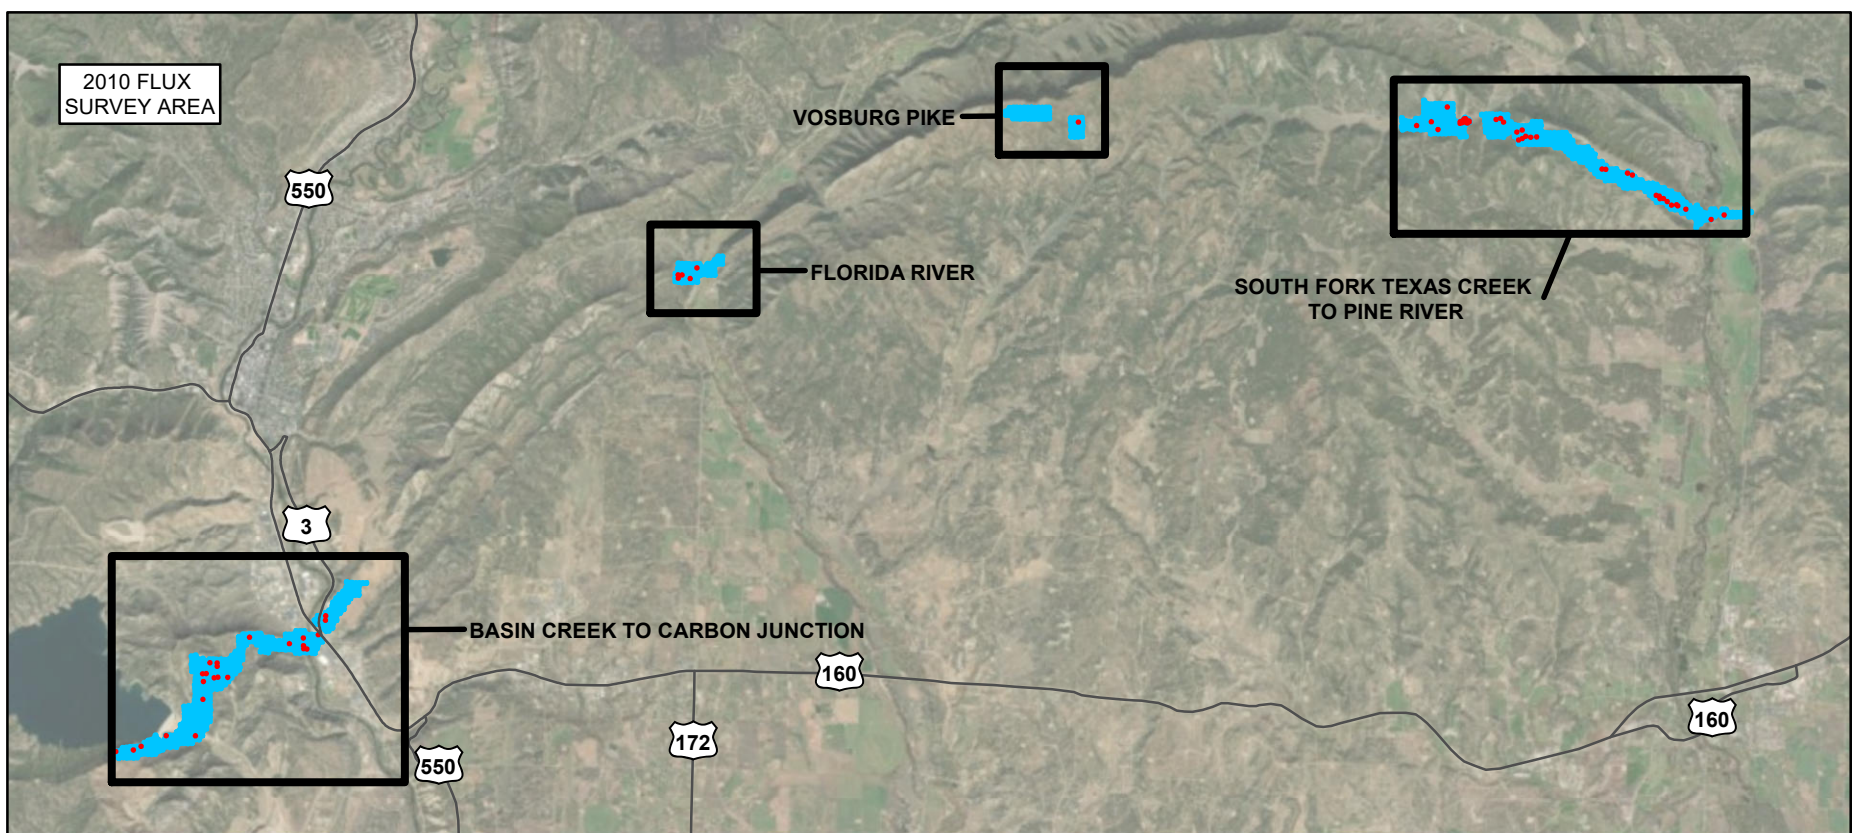 2010 FLUX
SURVEY AREA
VOSBURG PIKE
550
FLORIDA RIVER
SOUTH FORK TEXAS CREEK
TO PINE RIVER
3
BASIN CREEK TO CARBON JUNCTION
160
160
172
550